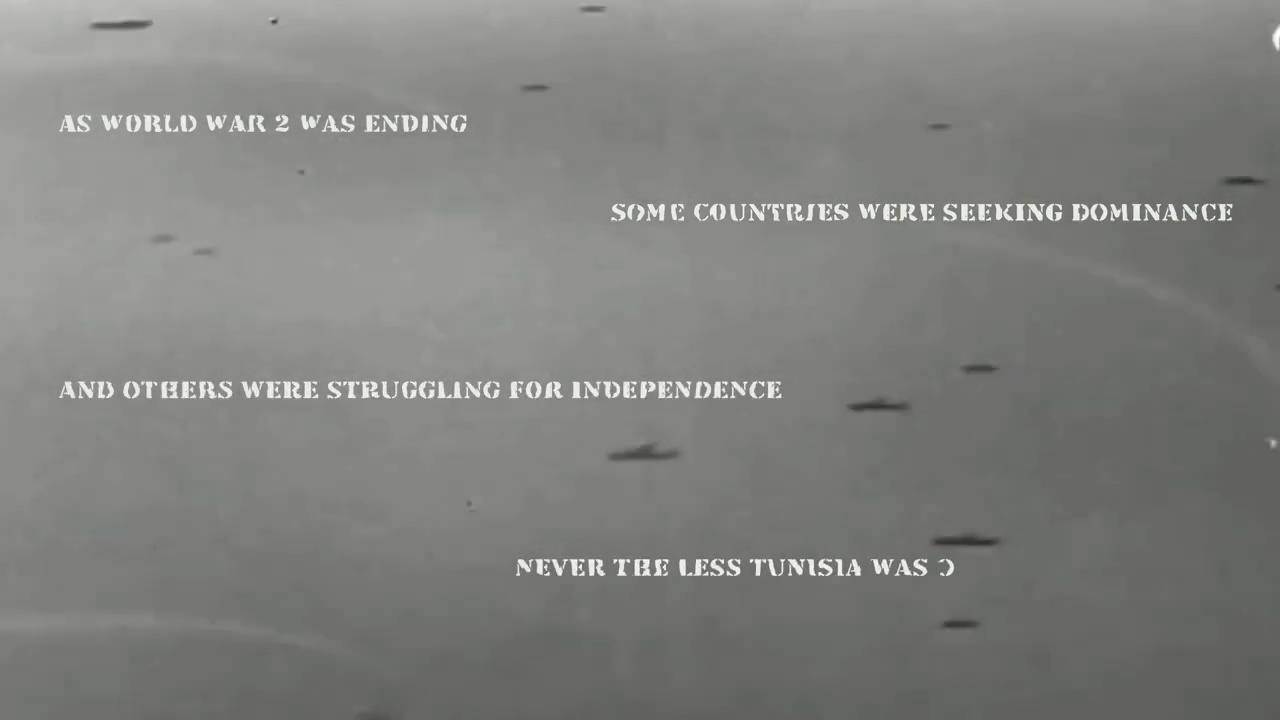 AS WORLD WAR 2 WAS ENDING
SOME COUNTRIES WERE SEEKING DOMINANCE
AND OTHERS WERE STRUGGLING FOR INDEPENDENCE
NEVER THE LESS TUNISIA WAS